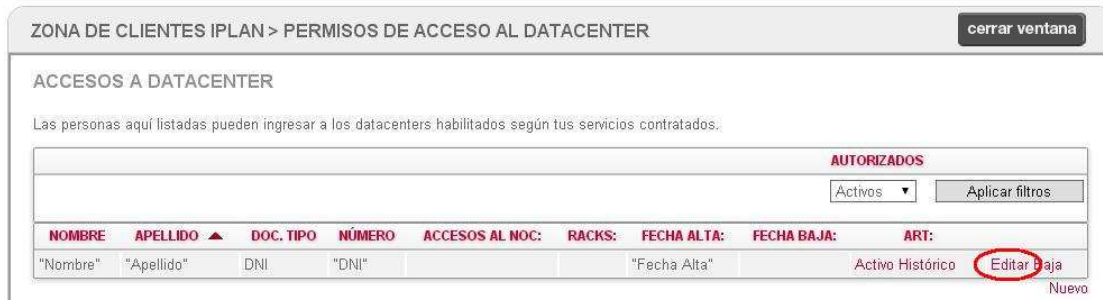 ZONA DE CLIENTES IPLAN > PERMISOS DE ACCESO AL DATACENTER cerrar ventana
ACCESOS A DATACENTER
Las personas aquí listadas pueden ingresar a los datacenters habilitados según tus servicios contratados.
AUTORIZADOS
Activos Aplicar filtros
NOMBRE APELLIDO DOC. TIPO NÚMERO ACCESOS AL NOC: RACKS: FECHA ALTA: FECHA BAJA: ART:
"Nombre" "Apellido" DNI "DNI" "Fecha Alta" Activo Histórico Editar Baja
Nuevo